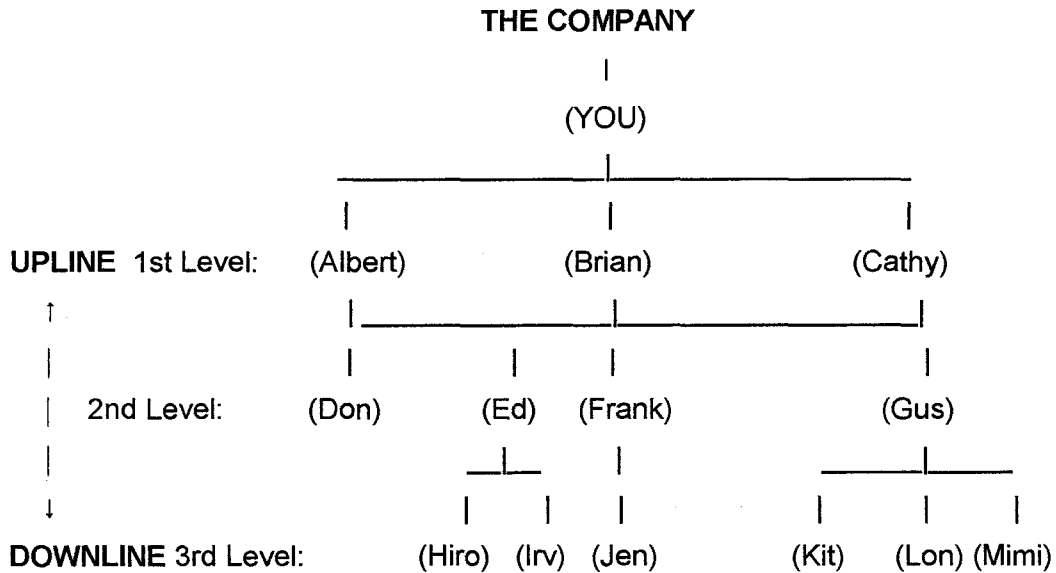 THE COMPANY
(YOU)
UPLINE 1st Level: (Albert) (Brian) (Cathy)
2nd Level: (Don) (Ed) (Frank) (Gus)
DOWNLINE 3rd Level: (Hiro) (Irv) (Jen) (Kit) (Lon) (Mimi)